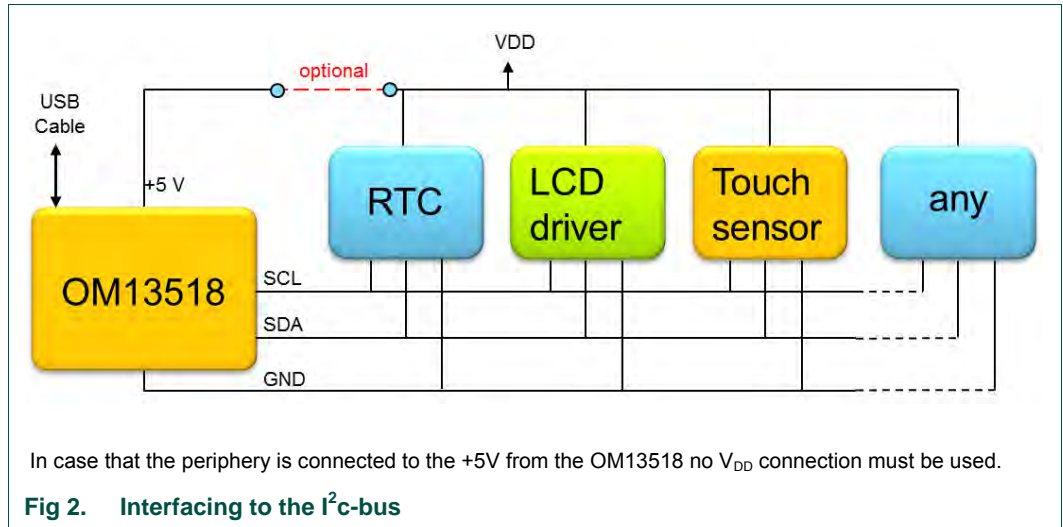 VDD
optional
USB
Cable
+5 V
RTC
LCD
driver
Touch
sensor
any
OM13518
SCL
SDA
GND
In case that the periphery is connected to the +5V from the OM13518 no VDD connection must be used.
Fig 2. Interfacing to the I²c-bus